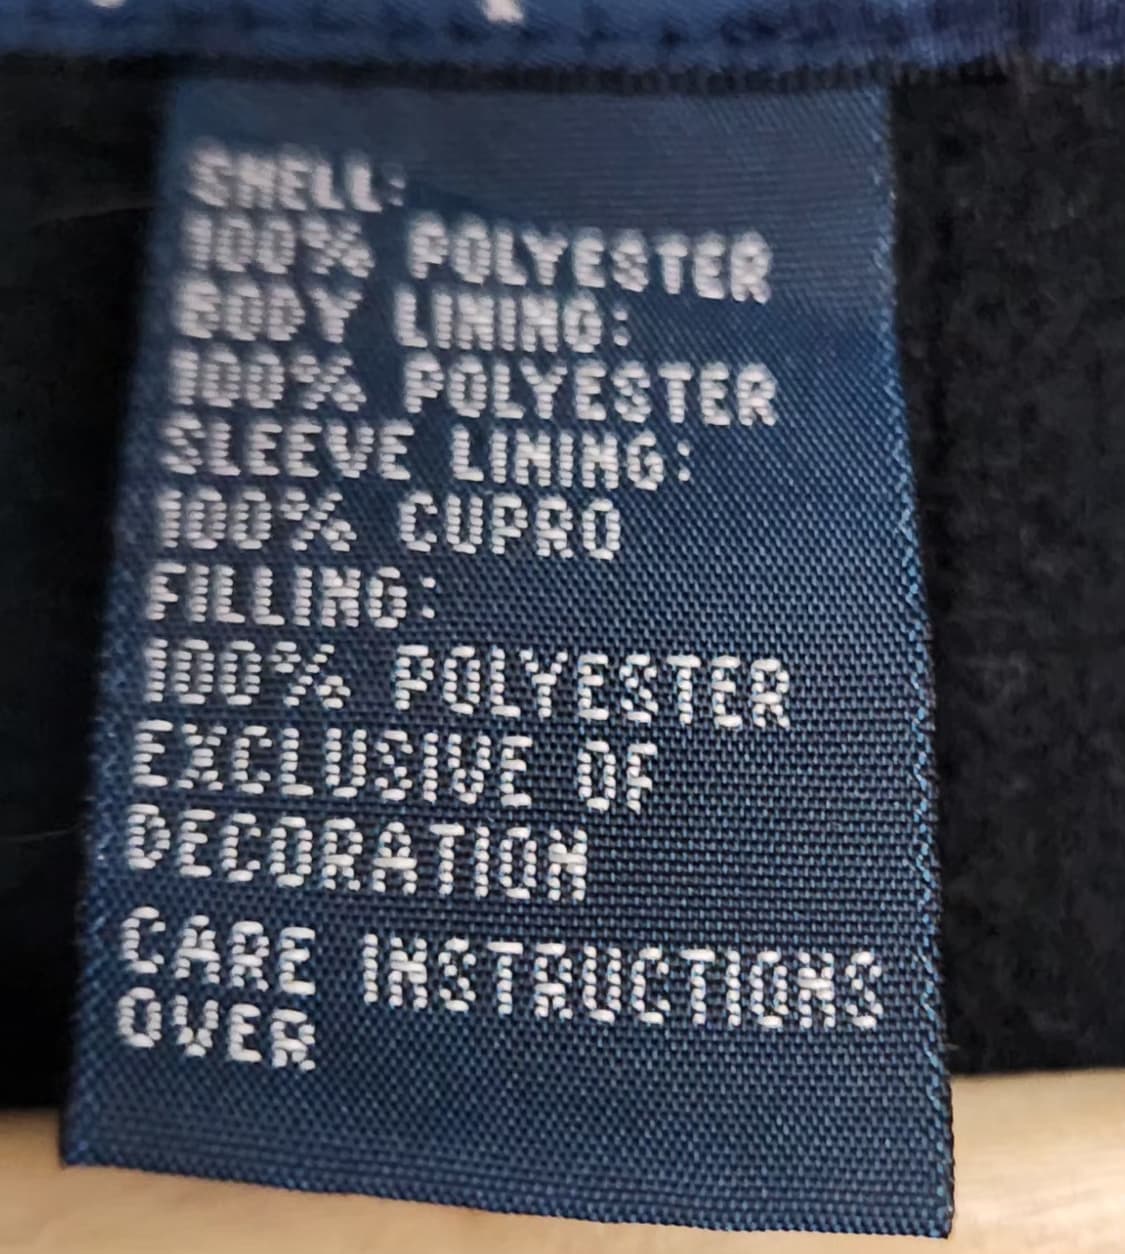 SHELL:
100% POLYESTER
BODY LINING:
100% POLYESTER
SLEEVE LINING:
100% CUPRO
FILLING:
100% POLYESTER
EXCLUSIVE OF
DECORATION
CARE INSTRUCTIONS
OVER